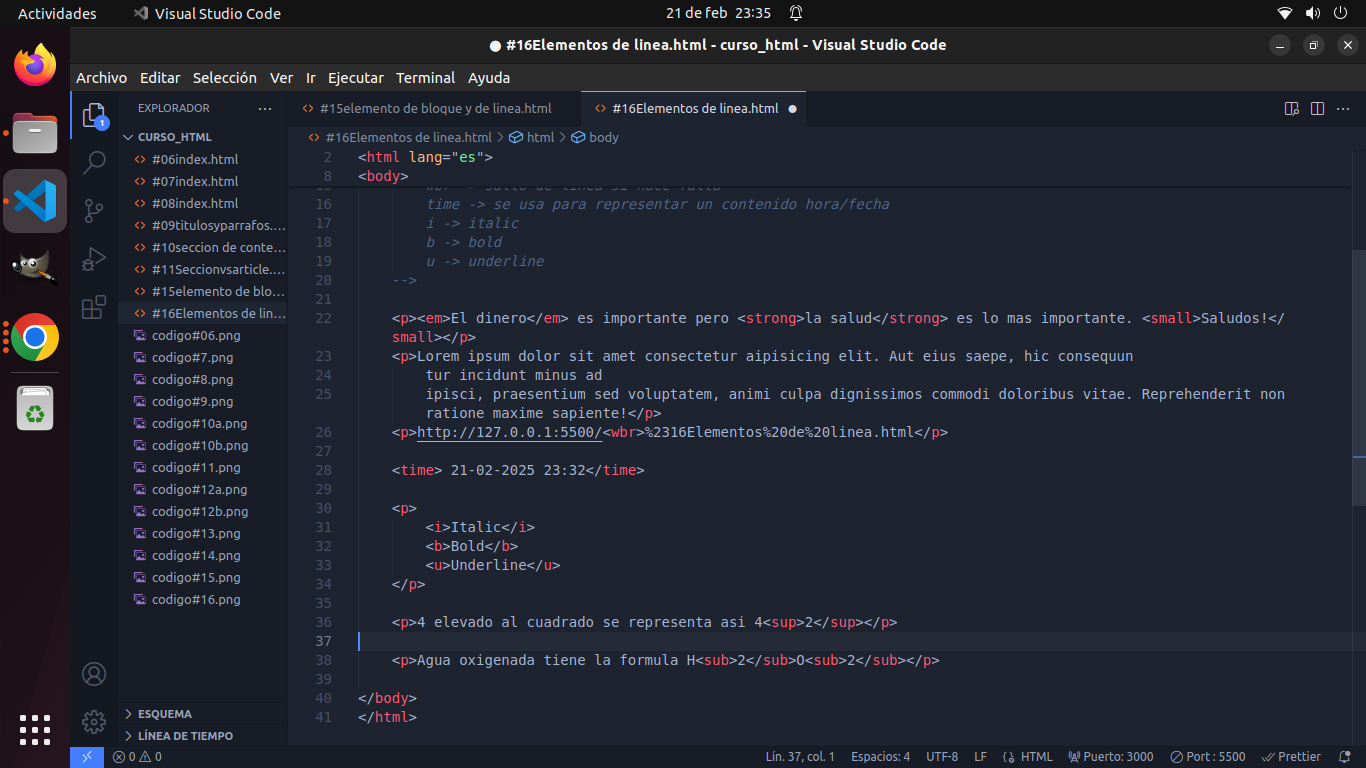 Actividades
Visual Studio Code
21 de feb 23:35
● #16Elementos de linea.html - curso_html - Visual Studio Code
Archivo Editar Selección Ver Ir Ejecutar Terminal Ayuda
1
EXPLORADOR
CURSO_HTML
#06index.html
#07index.html
#08index.html
#09titulosyparrafos....
#10seccion de conte...
#11Seccionvsarticle....
#15elemento de blo...
#16Elementos de lin...
codigo#06.png
codigo#7.png
codigo#8.png
codigo#9.png
codigo#10a.png
codigo#10b.png
codigo#11.png
codigo#12a.png
codigo#12b.png
codigo#13.png
codigo#14.png
codigo#15.png
codigo#16.png
ESQUEMA
LÍNEA DE TIEMPO
#15elemento de bloque y de linea.html
#16Elementos de linea.html ●
#16Elementos de linea.html > html > body
2 <html lang="es">
8 <body>
16 time -> se usa para representar un contenido hora/fecha
17 i -> italic
18 b -> bold
19 u -> underline
20 -->
21
22 <p><em>El dinero</em> es importante pero <strong>la salud</strong> es lo mas importante. <small>Saludos!</
small></p>
23 <p>Lorem ipsum dolor sit amet consectetur aipisicing elit. Aut eius saepe, hic consequun
24 tur incidunt minus ad
25 ipisci, praesentium sed voluptatem, animi culpa dignissimos commodi doloribus vitae. Reprehenderit non
ratione maxime sapiente!</p>
26 <p>http://127.0.0.1:5500/<wbr>%2316Elementos%20de%20linea.html</p>
27
28 <time> 21-02-2025 23:32</time>
29
30 <p>
31 <i>Italic</i>
32 <b>Bold</b>
33 <u>Underline</u>
34 </p>
35
36 <p>4 elevado al cuadrado se representa asi 4<sup>2</sup></p>
37
38 <p>Agua oxigenada tiene la formula H<sub>2</sub>O<sub>2</sub></p>
39
40 </body>
41 </html>
0 0
Lín. 37, col. 1 Espacios: 4 UTF-8 LF HTML Puerto: 3000 Port : 5500 Prettier